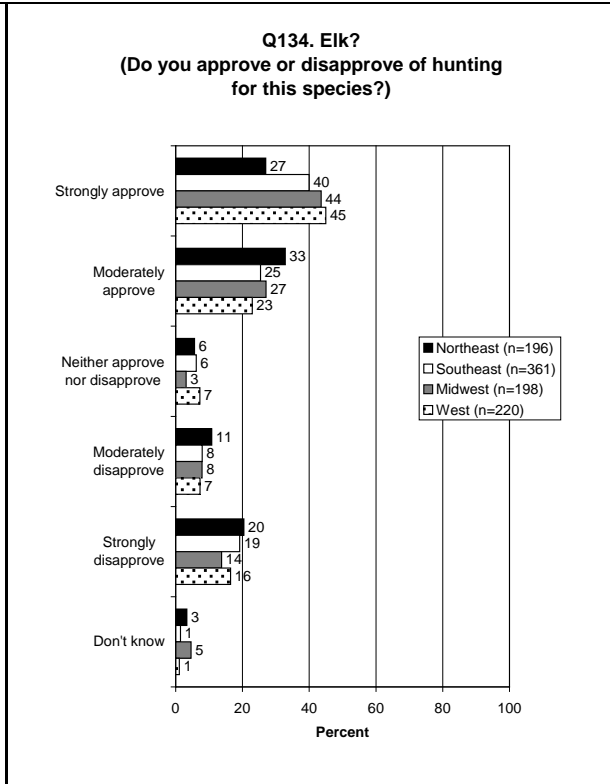 Q134. Elk?
(Do you approve or disapprove of hunting
for this species?)
Strongly approve
27
40
44
45
Moderately
approve
33
25
27
23
Neither approve
nor disapprove
6
6
3
7
Moderately
disapprove
11
8
8
7
Strongly
disapprove
20
19
14
16
Don't know
3
1
5
1
Northeast (n=196)
Southeast (n=361)
Midwest (n=198)
West (n=220)
0 20 40 60 80 100
Percent